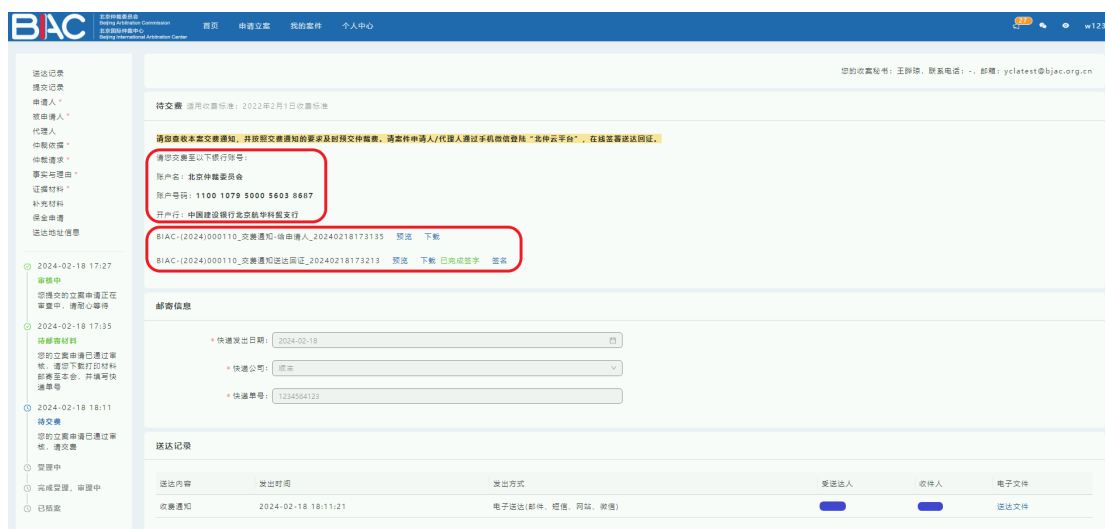 BIAC
北京仲裁委员会
Beijing Arbitration Commission
北京国际仲裁中心
Beijing International Arbitration Center
首页 申请立案 我的案件 个人中心
27
w123
送达记录
提交记录
申请人 *
被申请人 *
代理人
仲裁依据 *
仲裁请求 *
事实与理由 *
证据材料 *
补充材料
保全申请
送达地址信息
2024-02-18 17:27
审核中
您提交的立案申请正在
审查中，请耐心等待
2024-02-18 17:35
待邮寄材料
您的立案申请已通过审
核，请您下载打印材料
邮寄至本会，并填写快
递单号
2024-02-18 18:11
待交费
您的立案申请已通过审
核，请交费
受理中
完成受理，审理中
已结案
您的收案秘书：王晔琼，联系电话：-，邮箱：yclatest@bjac.org.cn
待交费 适用收费标准：2022年2月1日收费标准
请您查收本案交费通知，并按照交费通知的要求及时预交仲裁费。请案件申请人/代理人通过手机微信登陆“北仲云平台”，在线签署送达回证。
请您交费至以下银行账号：
账户名：北京仲裁委员会
账户号码：1100 1079 5000 5603 8687
开户行：中国建设银行北京航华科贸支行
BIAC-(2024)000110_交费通知-给申请人_20240218173135 预览 下载
BIAC-(2024)000110_交费通知送达回证_20240218173213 预览 下载 已完成签字 签名
邮寄信息
* 快递发出日期： 2024-02-18
* 快递公司： 顺丰
* 快递单号： 1234564123
送达记录
送达内容 发出时间 发出方式 受送达人 收件人 电子文件
收费通知 2024-02-18 18:11:21 电子送达(邮件、短信、网站、微信) 送达文件